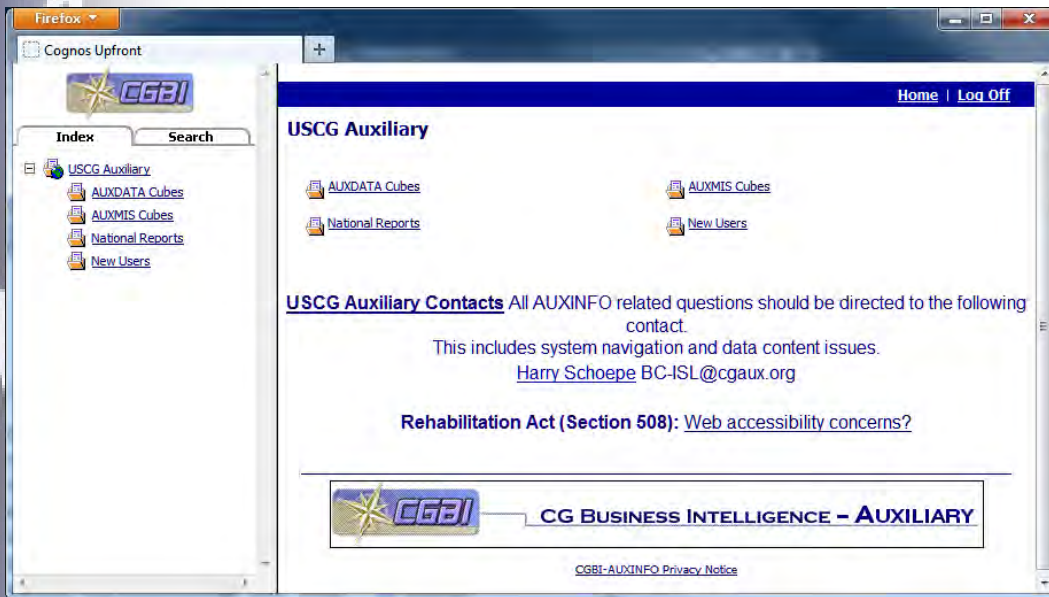 Firefox
Cognos Upfront
CGBI
Index Search
USCG Auxiliary
AUXDATA Cubes
AUXMIS Cubes
National Reports
New Users
Home | Log Off
USCG Auxiliary
AUXDATA Cubes AUXMIS Cubes
National Reports New Users
USCG Auxiliary Contacts All AUXINFO related questions should be directed to the following
contact.
This includes system navigation and data content issues.
Harry Schoepe BC-ISL@cgaux.org
Rehabilitation Act (Section 508): Web accessibility concerns?
CGBI CG BUSINESS INTELLIGENCE – AUXILIARY
CGBI-AUXINFO Privacy Notice